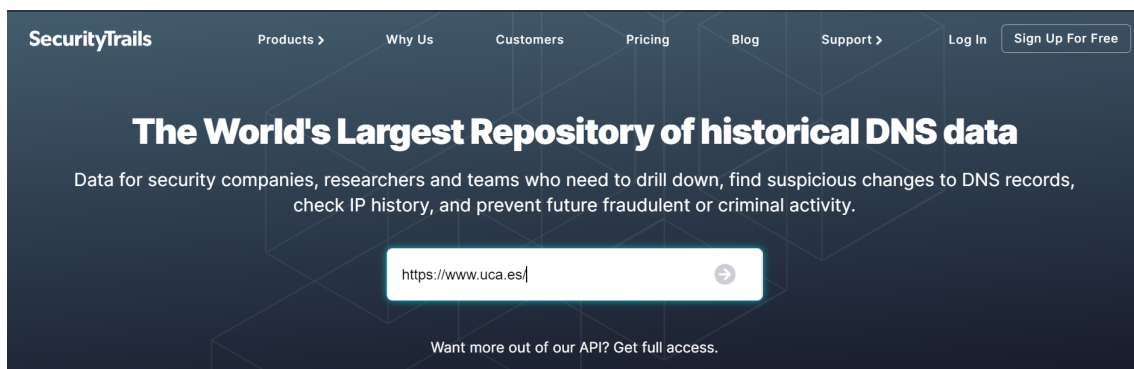 SecurityTrails Products > Why Us Customers Pricing Blog Support > Log In Sign Up For Free
The World's Largest Repository of historical DNS data
Data for security companies, researchers and teams who need to drill down, find suspicious changes to DNS records,
check IP history, and prevent future fraudulent or criminal activity.
https://www.uca.es/
Want more out of our API? Get full access.